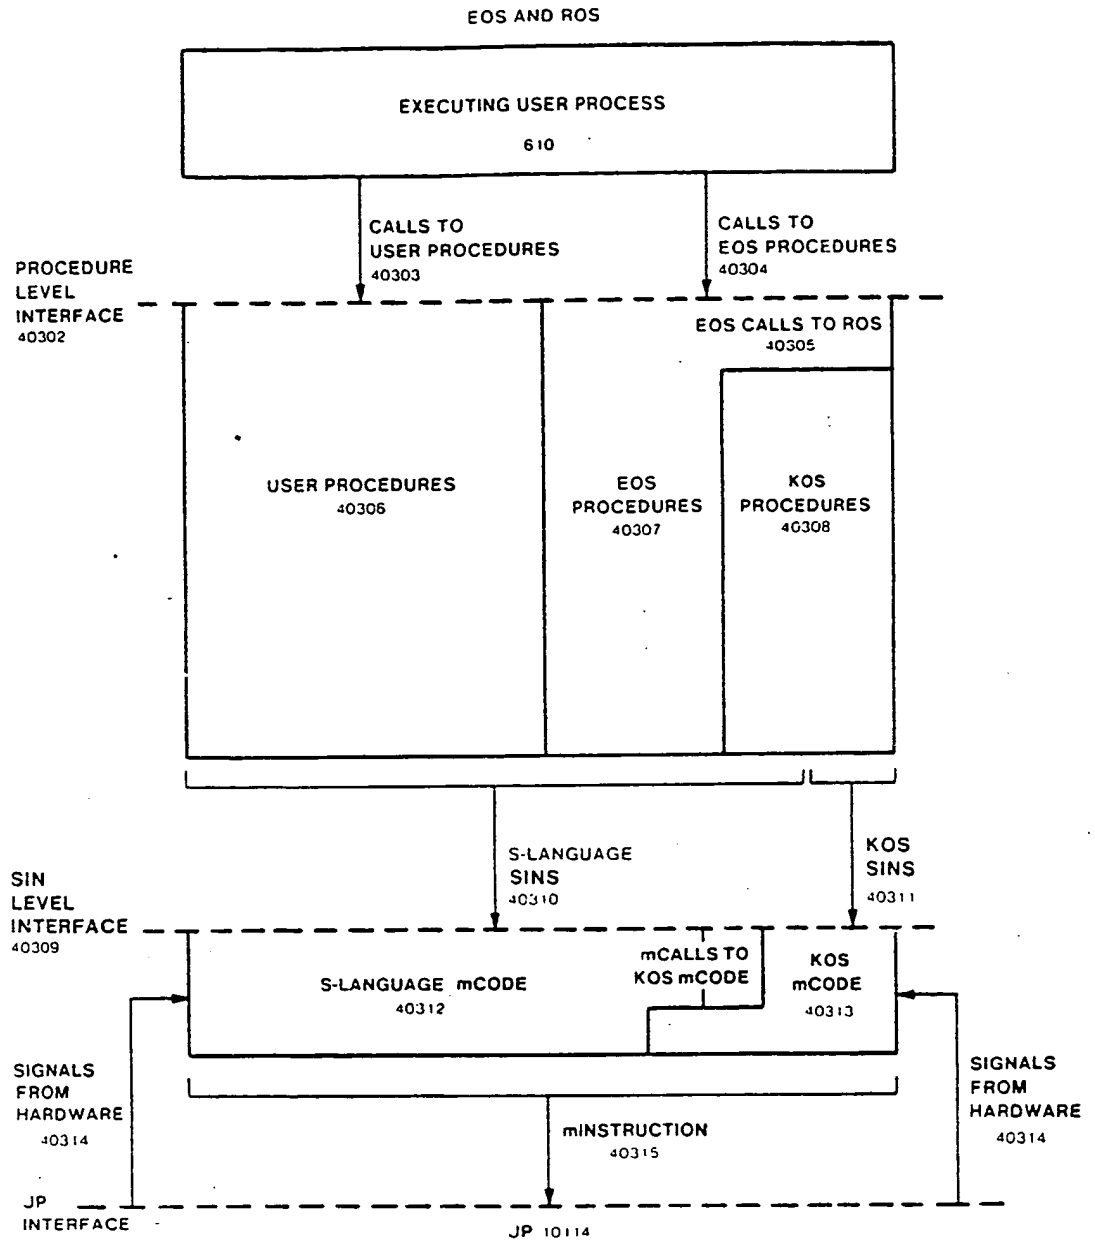 EOS AND ROS
EXECUTING USER PROCESS
610
CALLS TO
USER PROCEDURES
40303
CALLS TO
EOS PROCEDURES
40304
PROCEDURE
LEVEL
INTERFACE
40302
EOS CALLS TO ROS
40305
USER PROCEDURES
40306
EOS
PROCEDURES
40307
KOS
PROCEDURES
40308
S-LANGUAGE
SINS
40310
KOS
SINS
40311
SIN
LEVEL
INTERFACE
40309
S-LANGUAGE mCODE
40312
mCALLS TO
KOS mCODE
KOS
mCODE
40313
SIGNALS
FROM
HARDWARE
40314
SIGNALS
FROM
HARDWARE
40314
mINSTRUCTION
40315
JP
INTERFACE
JP 10114